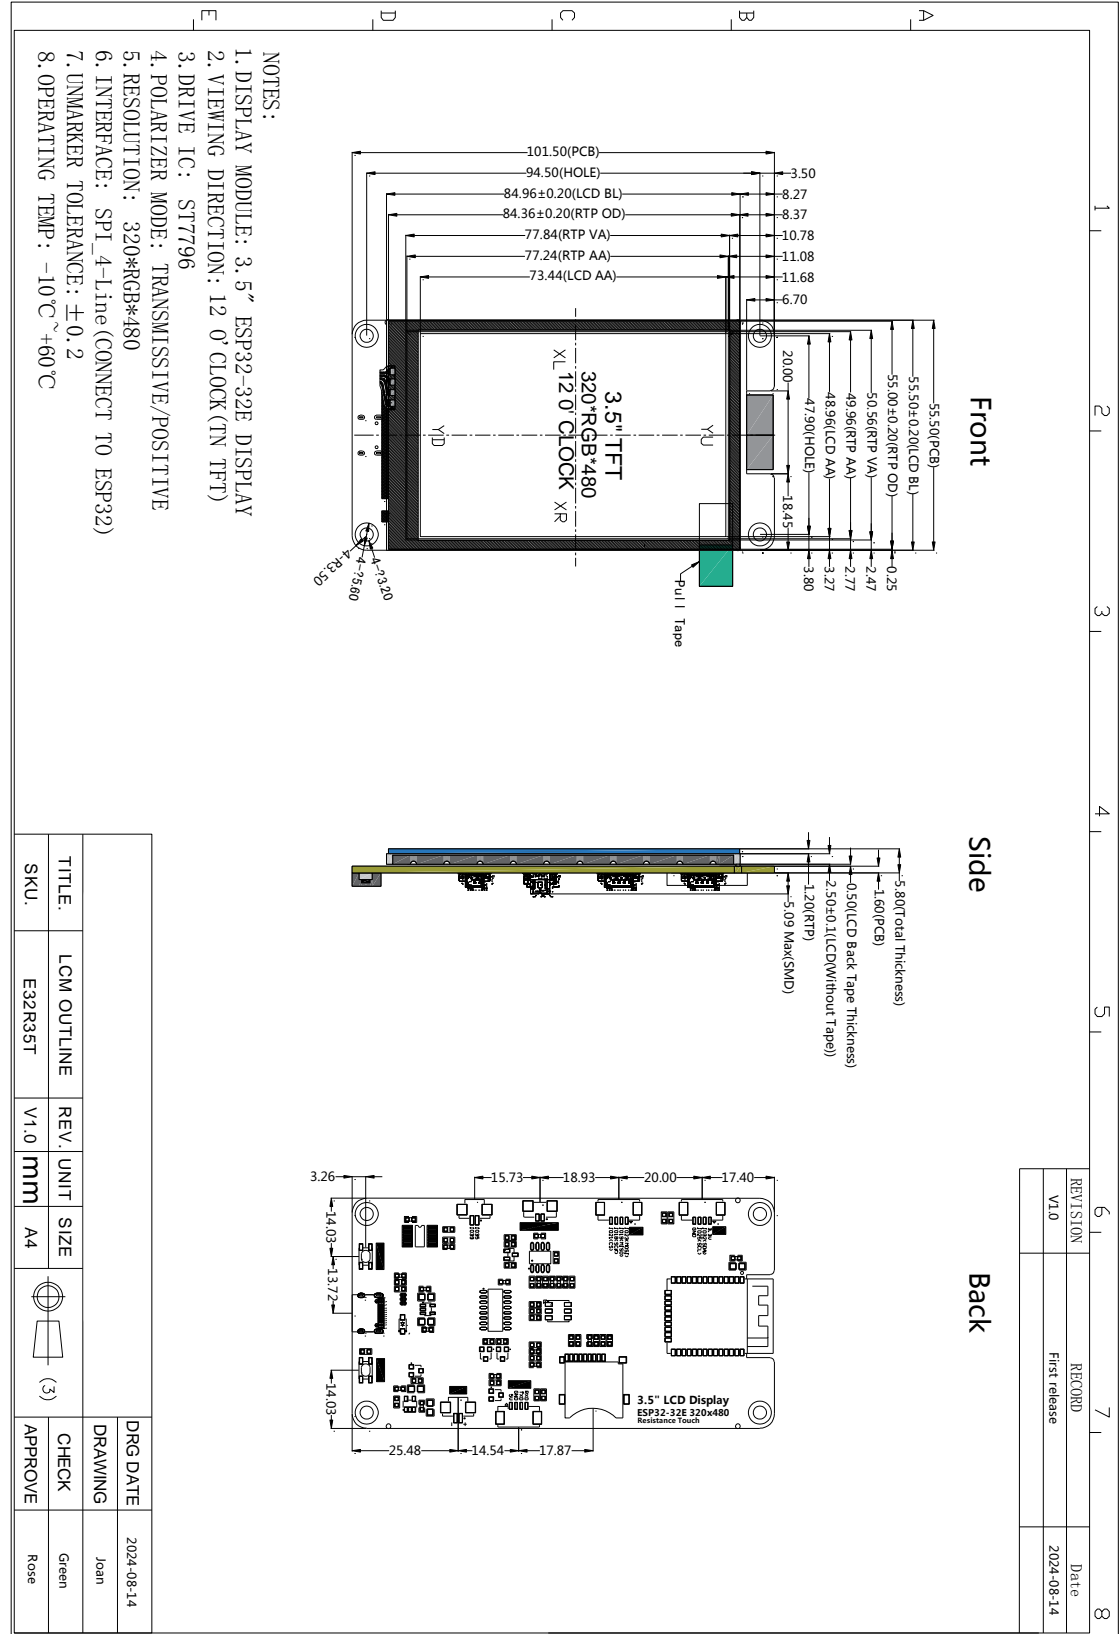 A
B
C
D
E
1
2
3
4
5
6
7
8
REVISION
RECORD
Date
V1.0
First release
2024-08-14
Front
Side
Back
55.50(PCB)
55.50±0.20(LCD BL)
55.00±0.20(RTP OD)
0.25
50.56(RTP VA)
2.47
49.96(RTP AA)
2.77
48.96(LCD AA)
3.27
47.90(HOLE)
3.80
20.00
18.45
101.50(PCB)
94.50(HOLE)
3.50
84.96±0.20(LCD BL)
8.27
84.36±0.20(RTP OD)
8.37
77.84(RTP VA)
10.78
77.24(RTP AA)
11.08
73.44(LCD AA)
11.68
6.70
3.5" TFT
320*RGB*480
12 0' CLOCK
XL
XR
YU
YD
Pull Tape
4-?3.20
4-?5.60
4-R3.50
5.80(Total Thickness)
1.60(PCB)
0.50(LCD Back Tape Thickness)
2.50±0.1(LCD(Without Tape))
1.20(RTP)
5.09 Max(SMD)
3.26
15.73
18.93
20.00
17.40
14.03
13.72
14.03
25.48
14.54
17.87
3.5" LCD Display
ESP32-32E 320x480
Resistance Touch
NOTES:
1.DISPLAY MODULE: 3.5″ ESP32-32E DISPLAY
2.VIEWING DIRECTION: 12 O'CLOCK(TN TFT)
3.DRIVE IC: ST7796
4.POLARIZER MODE: TRANSMISSIVE/POSITIVE
5.RESOLUTION: 320*RGB*480
6.INTERFACE: SPI_4-Line(CONNECT TO ESP32)
7.UNMARKER TOLERANCE: ±0.2
8.OPERATING TEMP: -10℃~+60℃
TITLE.
LCM OUTLINE
REV.
UNIT
SIZE
SKU.
E32R35T
V1.0
mm
A4
(3)
DRG DATE
2024-08-14
DRAWING
Joan
CHECK
Green
APPROVE
Rose